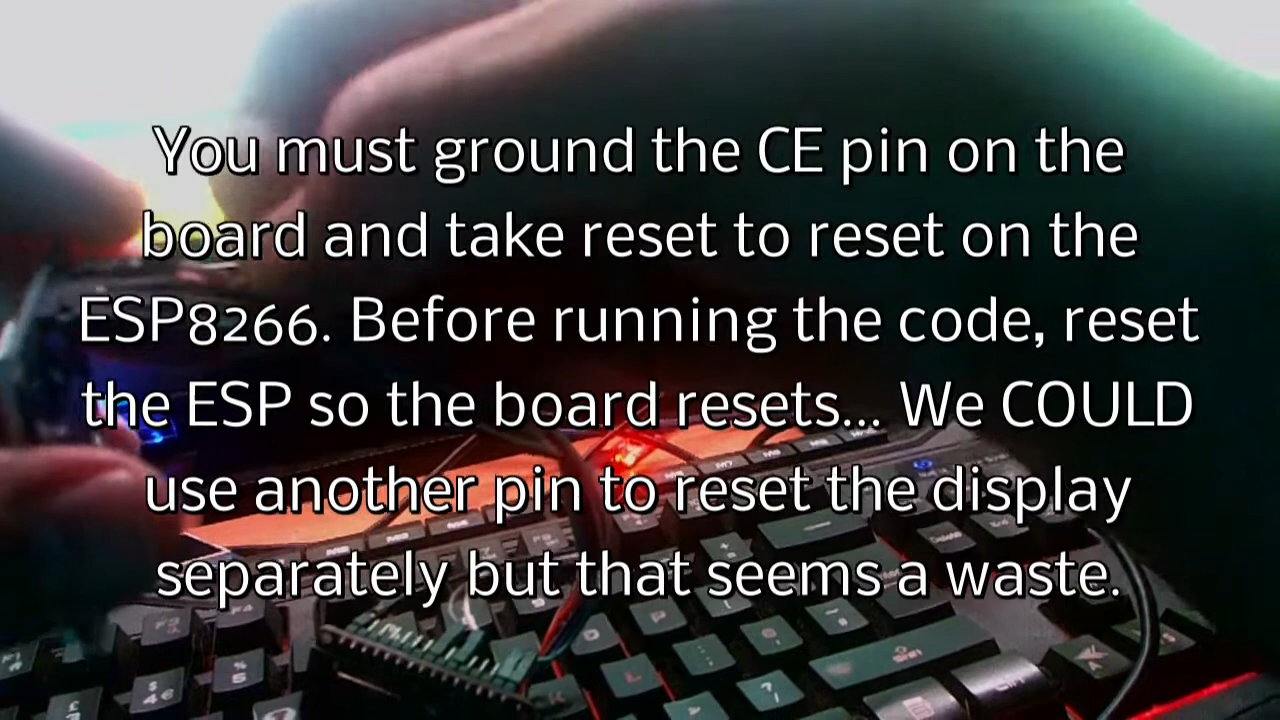 You must ground the CE pin on the
board and take reset to reset on the
ESP8266. Before running the code, reset
the ESP so the board resets... We COULD
use another pin to reset the display
separately but that seems a waste.